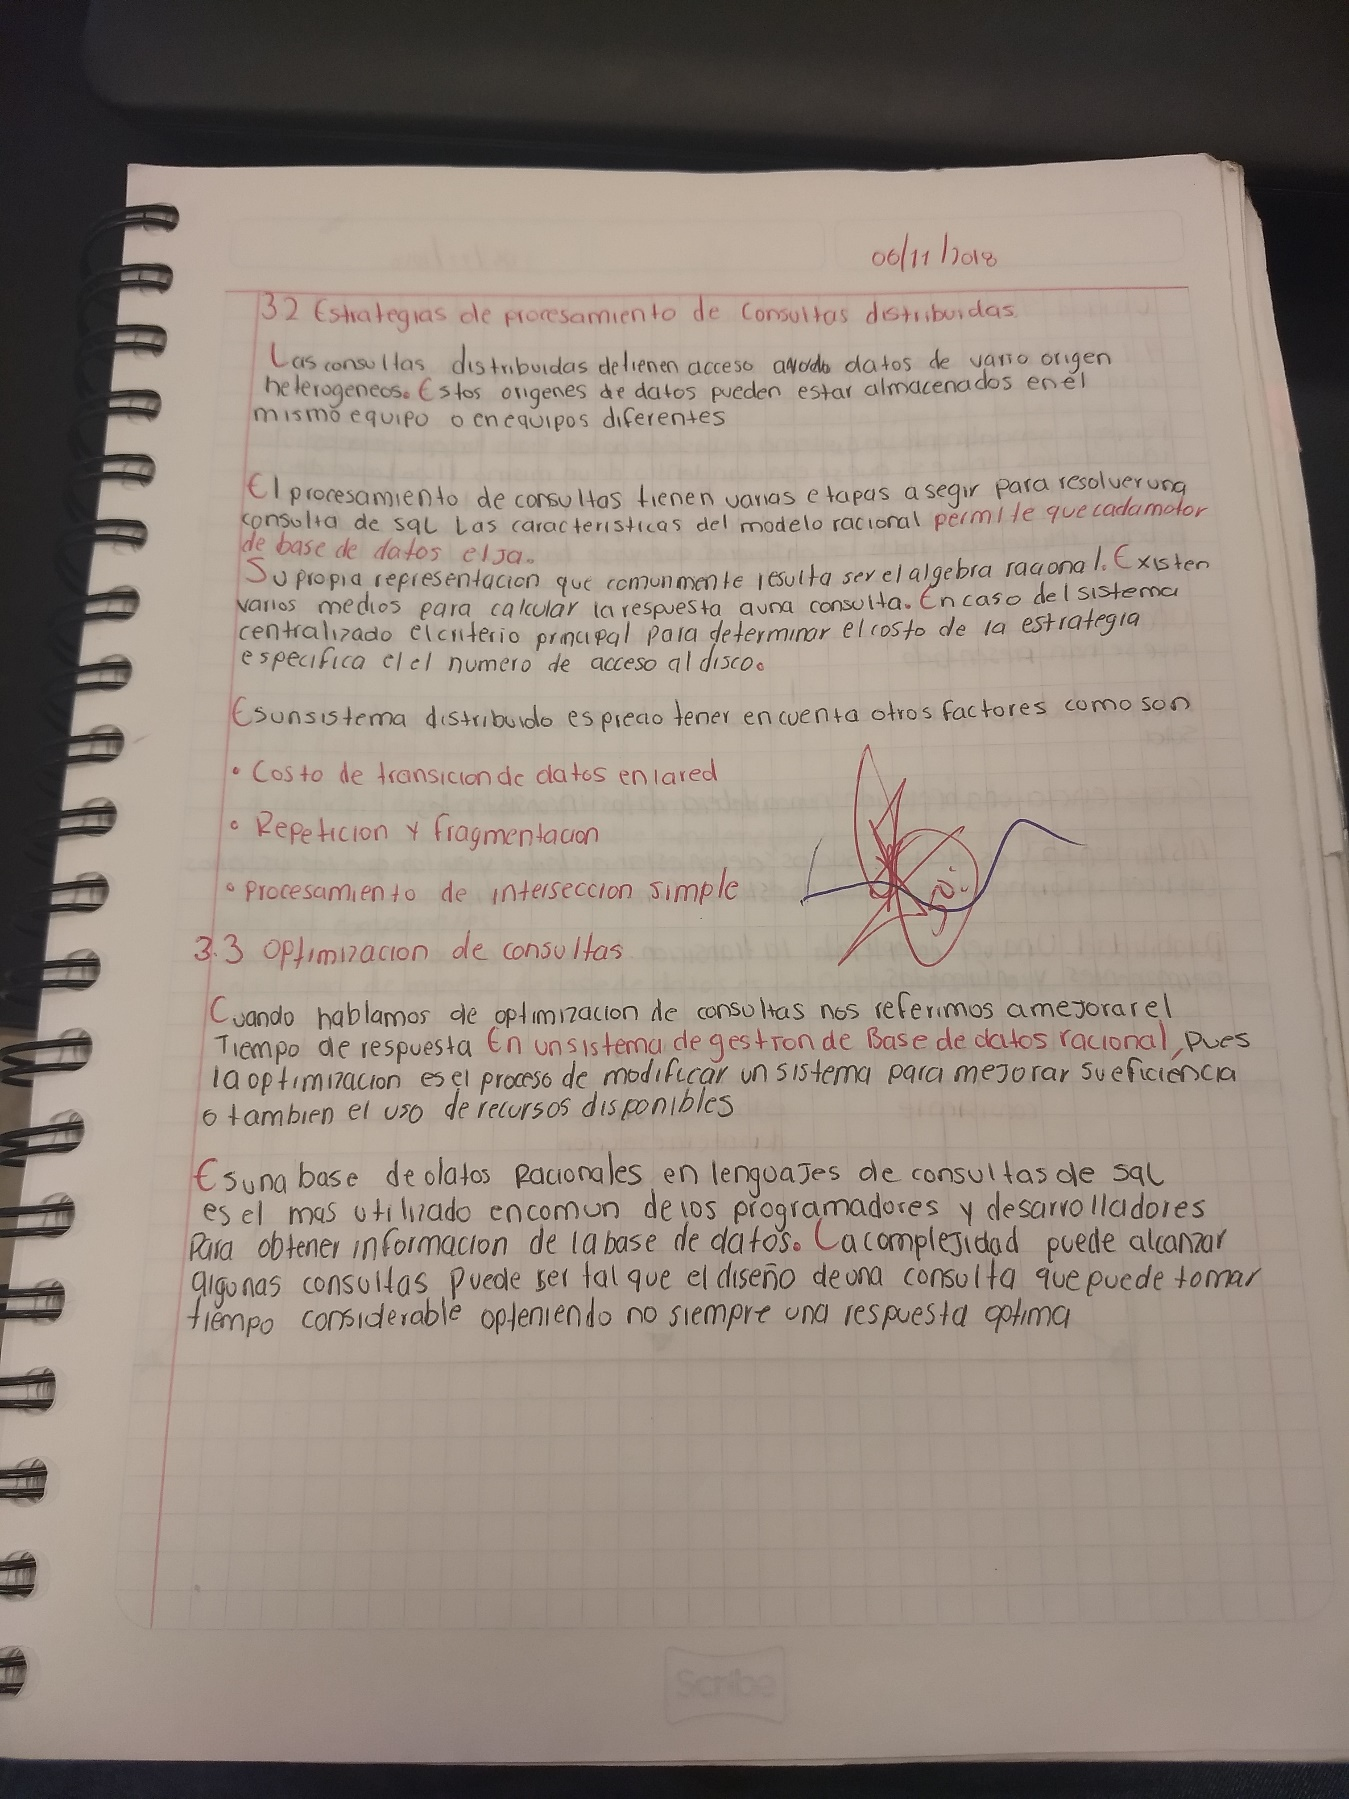 06/11/2018
32 Estrategias de procesamiento de Consultas distribuidas
Las consultas distribuidas detienen acceso datos de vario origen
heterogeneos. Estos origenes de datos pueden estar almacenados en el
mismo equipo o en equipos diferentes
El procesamiento de consultas tienen varias etapas a segir para resolver una
consulta de sql Las caracteristicas del modelo racional permite que cada motor
de base de datos elja.
Su propia representacion que comunmente resulta ser el algebra racional. Existen
varios medios para calcular la respuesta a una consulta. En caso del sistema
centralizado el criterio principal para determinar el costo de la estrategia
especifica el el numero de acceso al disco.
Es un sistema distribuido es precio tener en cuenta otros factores como son
• Costo de transicion de datos en la red
• Repeticion y fragmentacion
• Procesamiento de interseccion simple
3.3 optimizacion de consultas
Cuando hablamos de optimizacion de consultas nos referimos a mejorar el
Tiempo de respuesta En un sistema de gestron de Base de datos racional, pues
la optimizacion es el proceso de modificar un sistema para mejorar su eficiencia
o tambien el uso de recursos disponibles
Es una base de datos Racionales en lenguajes de consultas de sql
es el mas utilizado en comun de los programadores y desarrolladores
Para obtener informacion de la base de datos. La complejidad puede alcanzar
algunas consultas puede ser tal que el diseño de una consulta que puede tomar
tiempo considerable opteniendo no siempre una respuesta optima
Scribe